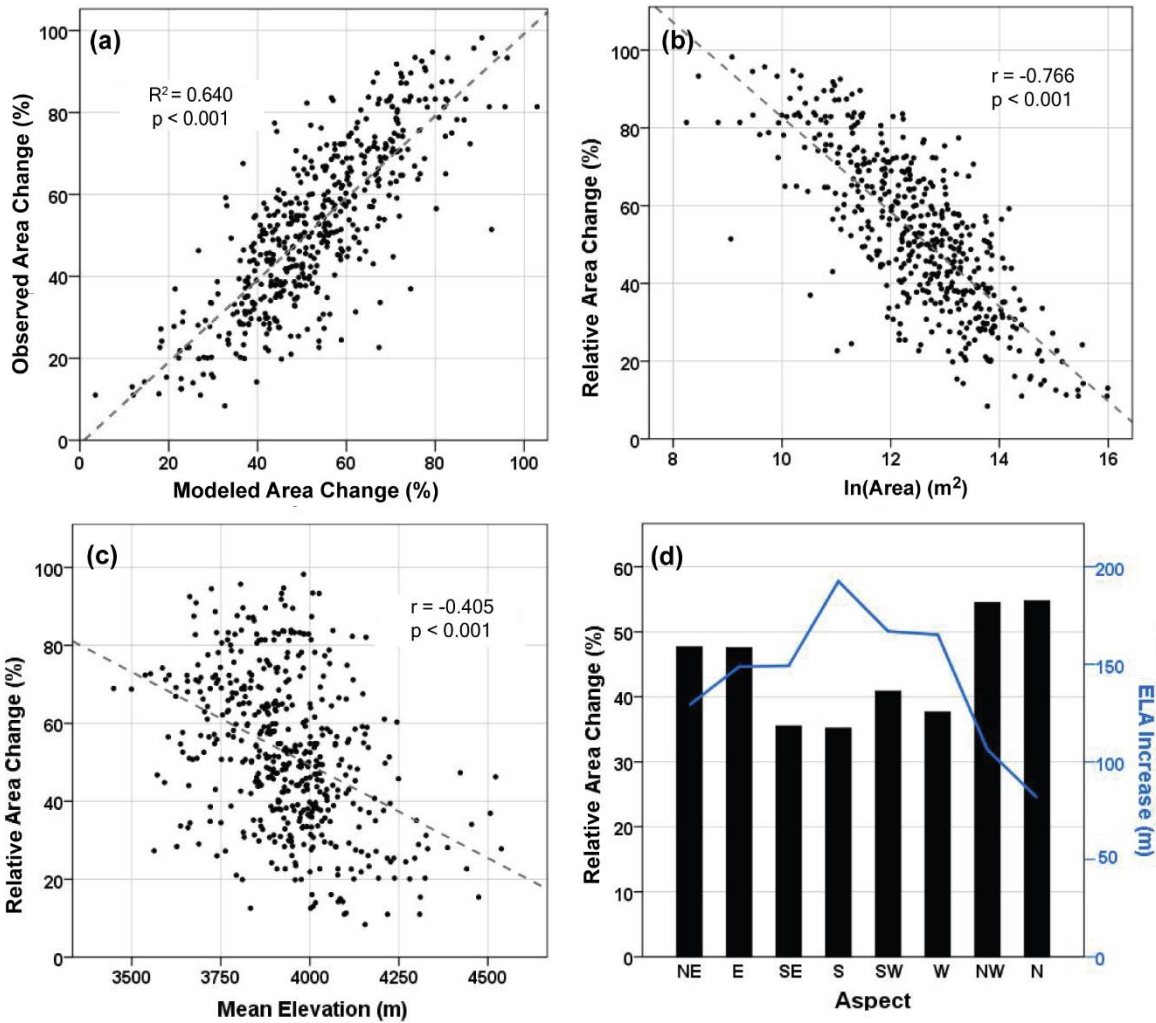 (a)
R² = 0.640
p < 0.001
100
80
60
40
20
0
0 20 40 60 80 100
Observed Area Change (%)
Modeled Area Change (%)
(b)
r = -0.766
p < 0.001
100
80
60
40
20
0
8 10 12 14 16
Relative Area Change (%)
ln(Area) (m²)
(c)
r = -0.405
p < 0.001
100
80
60
40
20
0
3500 3750 4000 4250 4500
Relative Area Change (%)
Mean Elevation (m)
(d)
60
50
40
30
20
10
0
200
150
100
50
0
NE E SE S SW W NW N
Relative Area Change (%)
ELA Increase (m)
Aspect